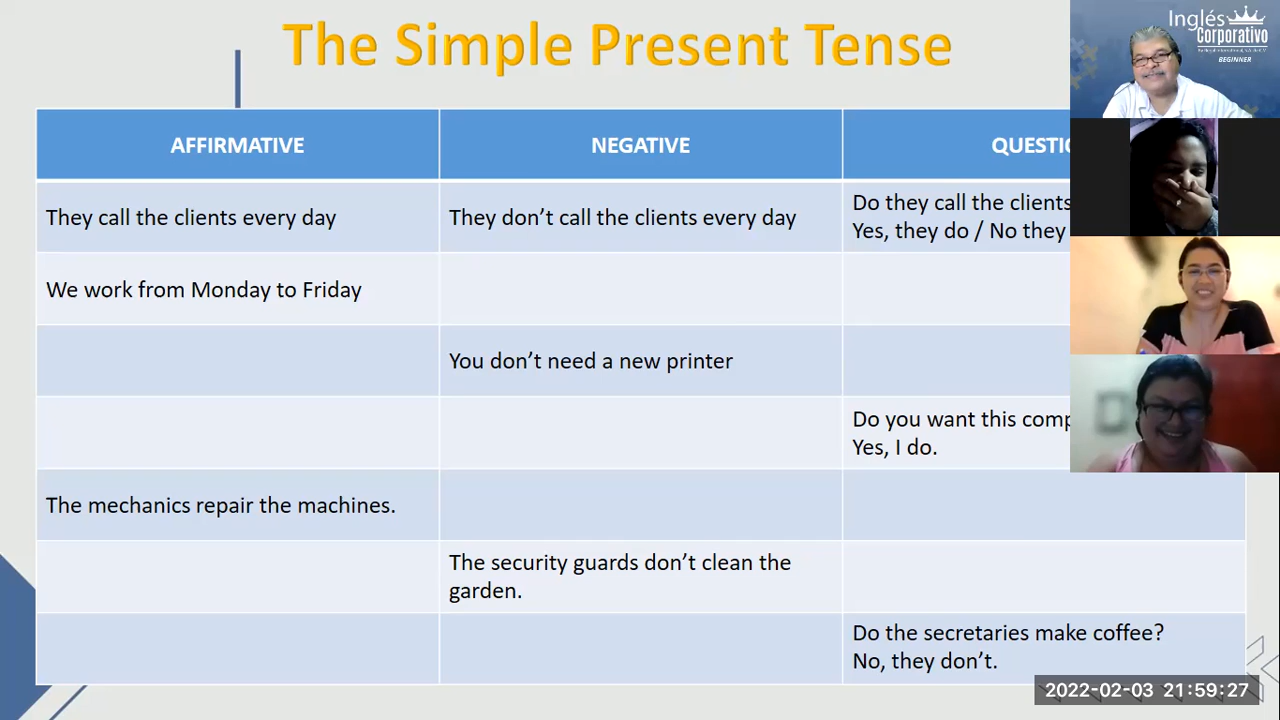 The Simple Present Tense
Inglés
Corporativo
BEGINNER
AFFIRMATIVE
NEGATIVE
They call the clients every day
They don't call the clients every day
Do they call the clients
Yes, they do / No they
We work from Monday to Friday
You don't need a new printer
Do you want this
Yes, I do.
The mechanics repair the machines.
The security guards don't clean the
garden.
Do the secretaries make coffee?
No, they don't.
2022-02-03 21:59:27